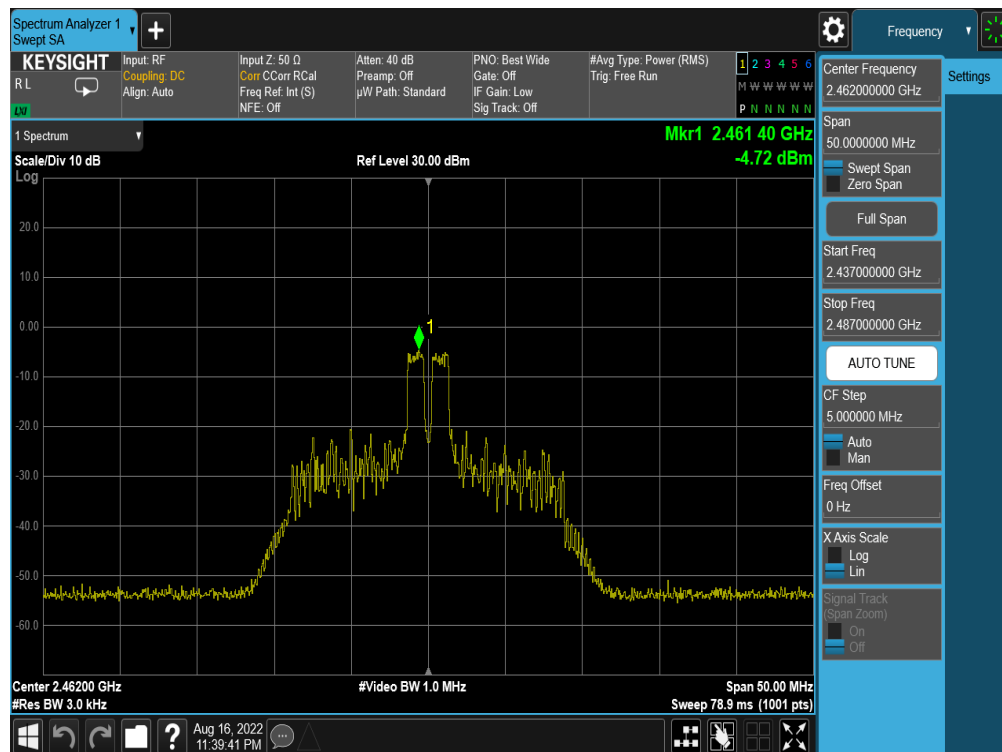 Spectrum Analyzer 1
Swept SA
Frequency
KEYSIGHT
R L
LNI
Input: RF
Coupling: DC
Align: Auto
Input Z: 50 Ω
Corr CCorr RCal
Freq Ref: Int (S)
NFE: Off
Atten: 40 dB
Preamp: Off
µW Path: Standard
PNO: Best Wide
Gate: Off
IF Gain: Low
Sig Track: Off
#Avg Type: Power (RMS)
Trig: Free Run
1 2 3 4 5 6
M W W W W W
P N N N N N
1 Spectrum
Scale/Div 10 dB
Log
Ref Level 30.00 dBm
Mkr1 2.461 40 GHz
-4.72 dBm
20.0
10.0
0.00
-10.0
-20.0
-30.0
-40.0
-50.0
-60.0
1
Center 2.46200 GHz
#Res BW 3.0 kHz
#Video BW 1.0 MHz
Span 50.00 MHz
Sweep 78.9 ms (1001 pts)
Center Frequency
2.462000000 GHz
Settings
Span
50.0000000 MHz
Swept Span
Zero Span
Full Span
Start Freq
2.437000000 GHz
Stop Freq
2.487000000 GHz
AUTO TUNE
CF Step
5.000000 MHz
Auto
Man
Freq Offset
0 Hz
X Axis Scale
Log
Lin
Signal Track
(Span Zoom)
On
Off
?
Aug 16, 2022
11:39:41 PM